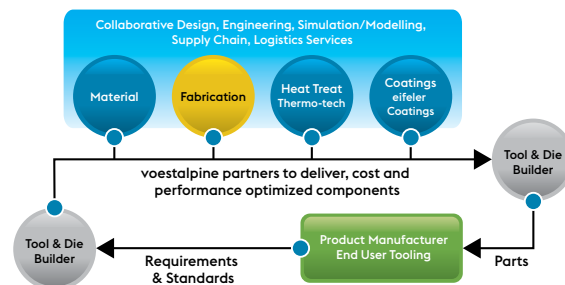 Collaborative Design, Engineering, Simulation/Modelling,
Supply Chain, Logistics Services
Material
Fabrication
Heat Treat
Thermo-tech
Coatings
eifeler
Coatings
Tool & Die
Builder
voestalpine partners to deliver, cost and
performance optimized components
Tool & Die
Builder
Requirements
& Standards
Product Manufacturer
End User Tooling
Parts